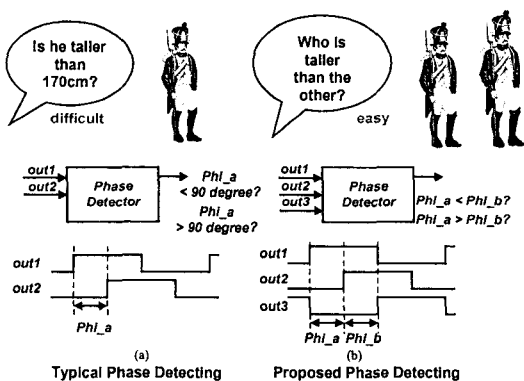 Is he taller
than
170cm?
difficult
Who is
taller
than the
other?
easy
out1
out2
Phase
Detector
Phi_a
< 90 degree?
Phi_a
> 90 degree?
out1
out2
out3
Phase
Detector
Phi_a < Phi_b?
Phi_a > Phi_b?
out1
out2
Phi_a
out1
out2
out3
Phi_a
Phi_b
(a)
Typical Phase Detecting
(b)
Proposed Phase Detecting